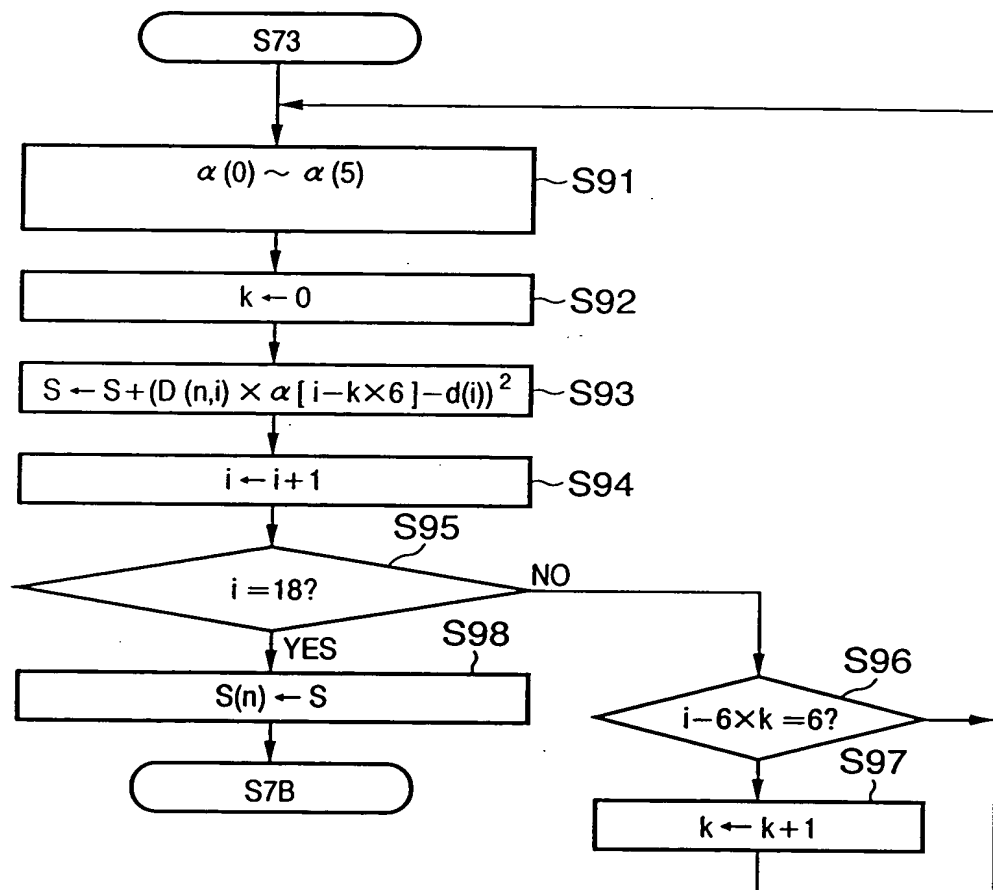 S73
α(0) ~ α(5)
S91
k ← 0
S92
S ← S + (D (n,i) × α [ i – k × 6 ] – d(i))²
S93
i ← i + 1
S94
S95
i = 18?
NO
YES
S98
S(n) ← S
S96
i – 6 × k = 6?
S97
k ← k + 1
S7B